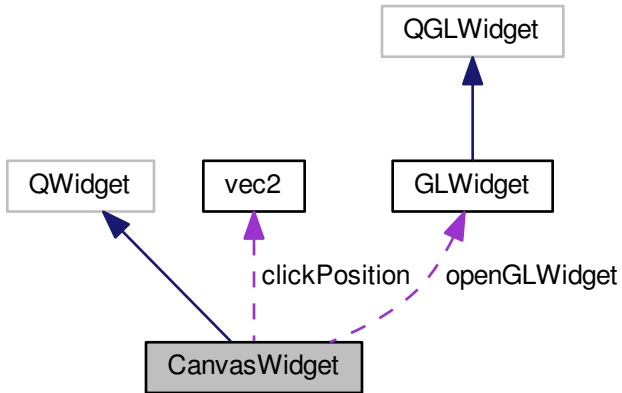 QGLWidget
QWidget
vec2
GLWidget
clickPosition
openGLWidget
CanvasWidget